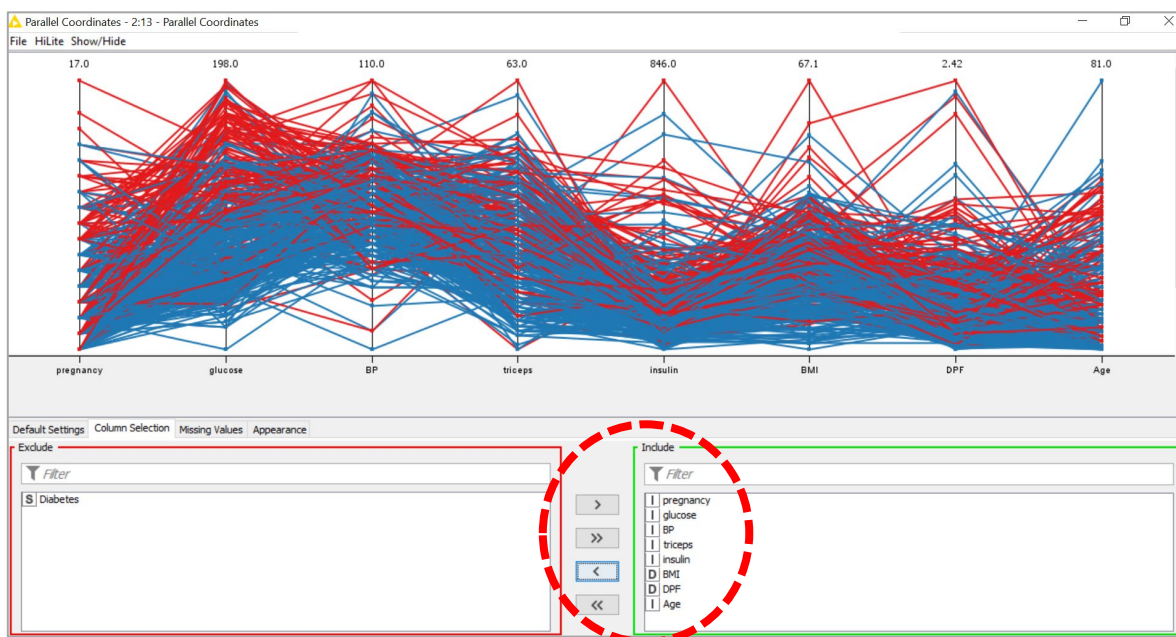 Parallel Coordinates - 2:13 - Parallel Coordinates
File HiLite Show/Hide
17.0 198.0 110.0 63.0 846.0 67.1 2.42 81.0
pregnancy glucose BP triceps insulin BMI DPF Age
Default Settings Column Selection Missing Values Appearance
Exclude
Filter
S Diabetes
>
>>
<
<<
Include
Filter
I pregnancy
I glucose
I BP
I triceps
I insulin
D BMI
D DPF
I Age